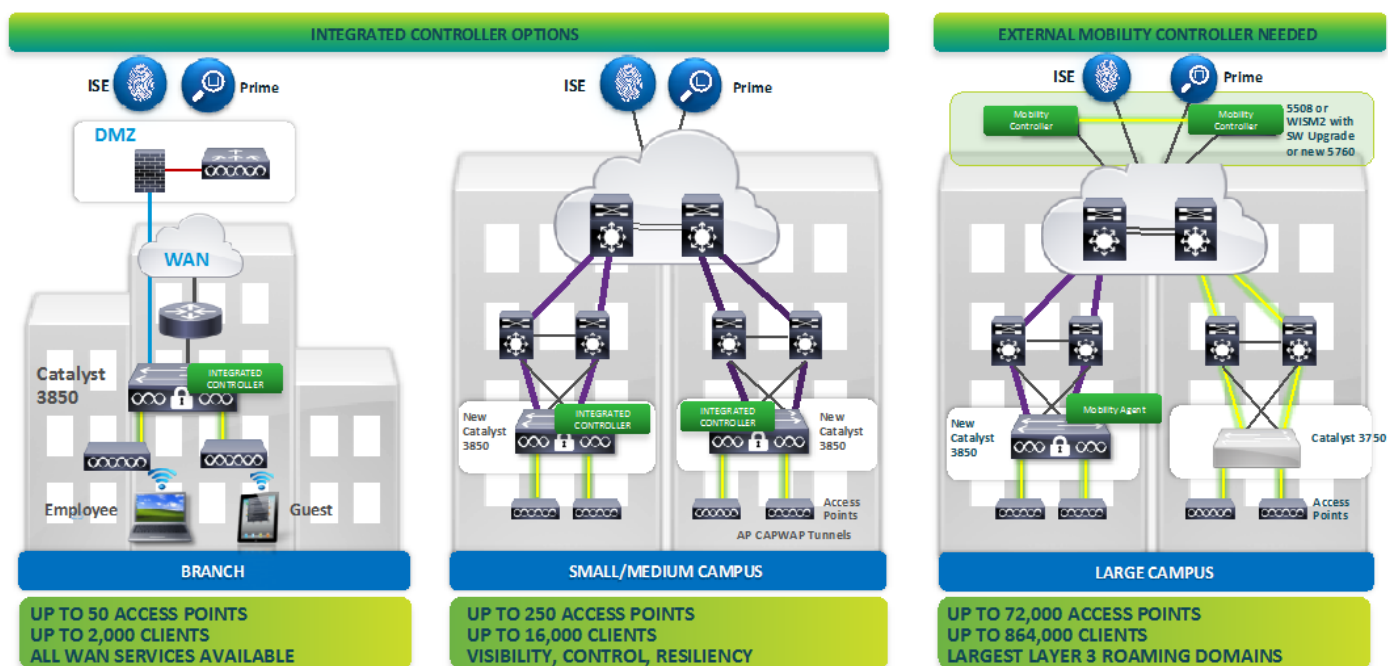 INTEGRATED CONTROLLER OPTIONS
ISE
Prime
DMZ
WAN
Catalyst
3850
INTEGRATED
CONTROLLER
Employee
Guest
BRANCH
UP TO 50 ACCESS POINTS
UP TO 2,000 CLIENTS
ALL WAN SERVICES AVAILABLE
ISE
Prime
New
Catalyst
3850
INTEGRATED
CONTROLLER
INTEGRATED
CONTROLLER
New
Catalyst
3850
Access
Points
AP CAPWAP Tunnels
SMALL/MEDIUM CAMPUS
UP TO 250 ACCESS POINTS
UP TO 16,000 CLIENTS
VISIBILITY, CONTROL, RESILIENCY
EXTERNAL MOBILITY CONTROLLER NEEDED
ISE
Prime
Mobility
Controller
Mobility
Controller
5508 or
WISM2 with
SW Upgrade
or new 5760
Mobility Agent
New
Catalyst
3850
Catalyst 3750
Access
Points
LARGE CAMPUS
UP TO 72,000 ACCESS POINTS
UP TO 864,000 CLIENTS
LARGEST LAYER 3 ROAMING DOMAINS